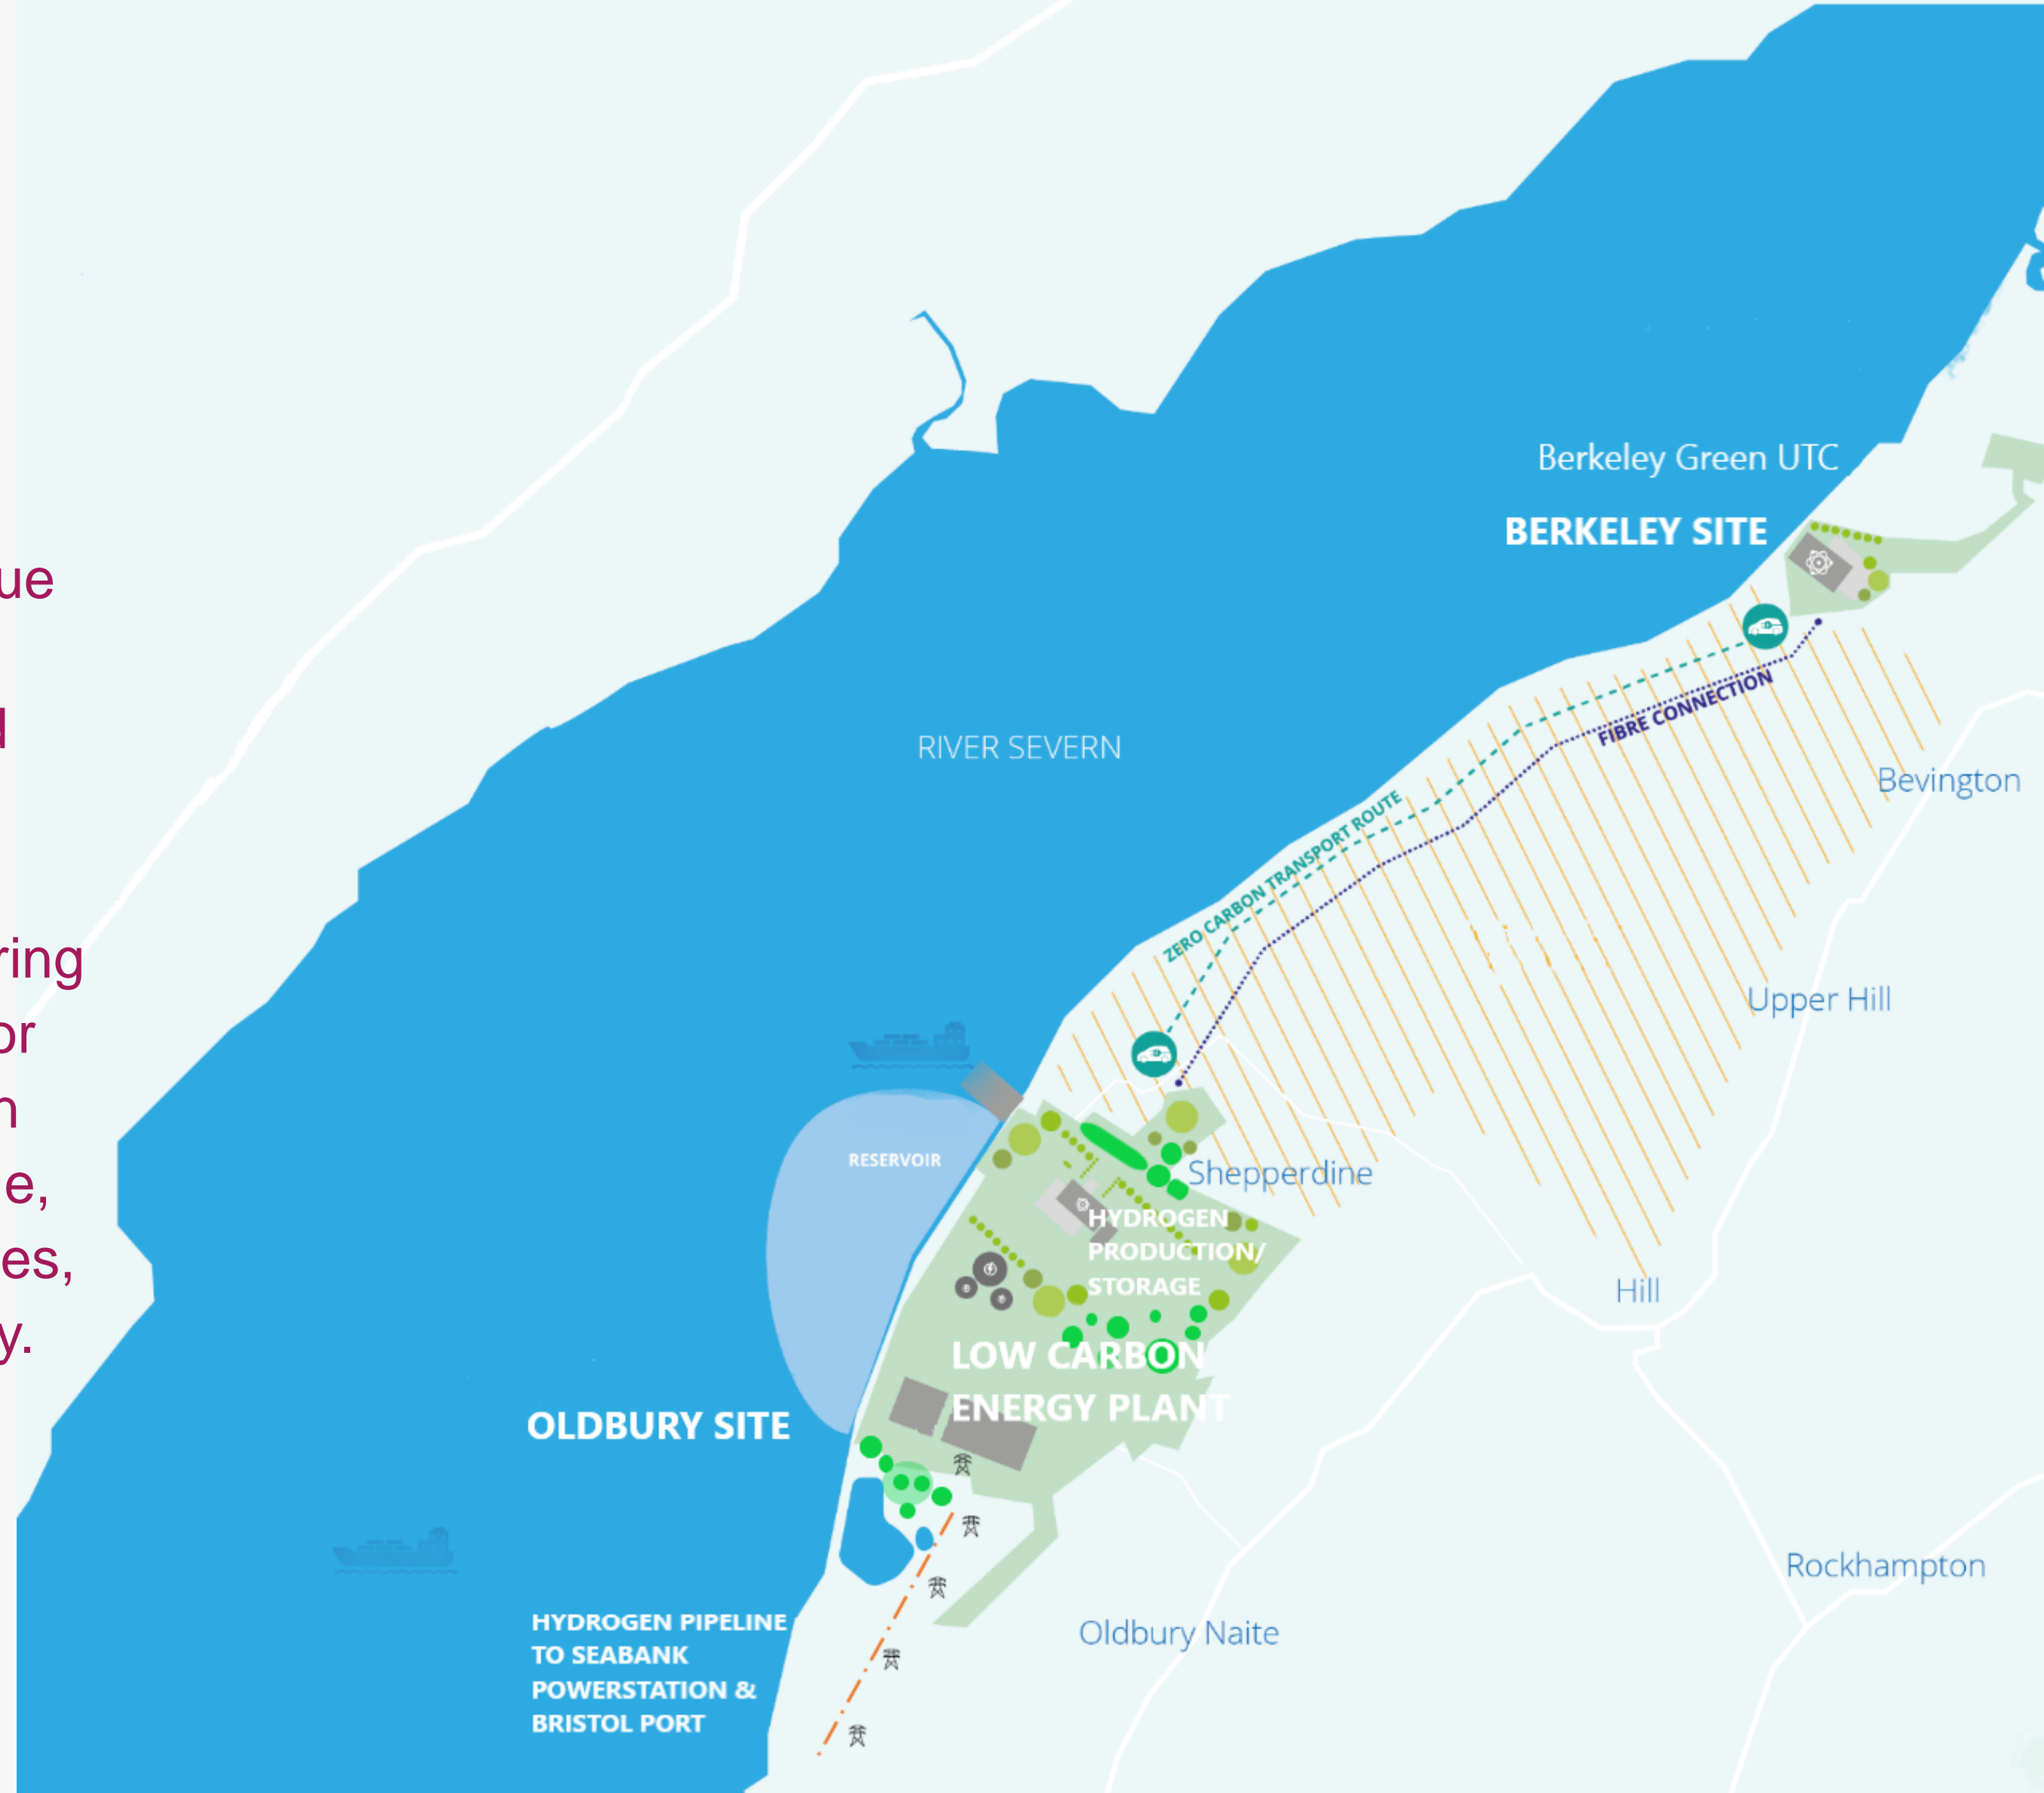 ue
d
ring
or
n
e,
es,
y.
Berkeley Green UTC
BERKELEY SITE
FIBRE CONNECTION
RIVER SEVERN
Bevington
ZERO CARBON TRANSPORT ROUTE
Upper Hill
RESERVOIR
Shepperdine
HYDROGEN
PRODUCTION/
STORAGE
Hill
LOW CARBON
ENERGY PLANT
OLDBURY SITE
Rockhampton
HYDROGEN PIPELINE
TO SEABANK
POWERSTATION &
BRISTOL PORT
Oldbury Naite